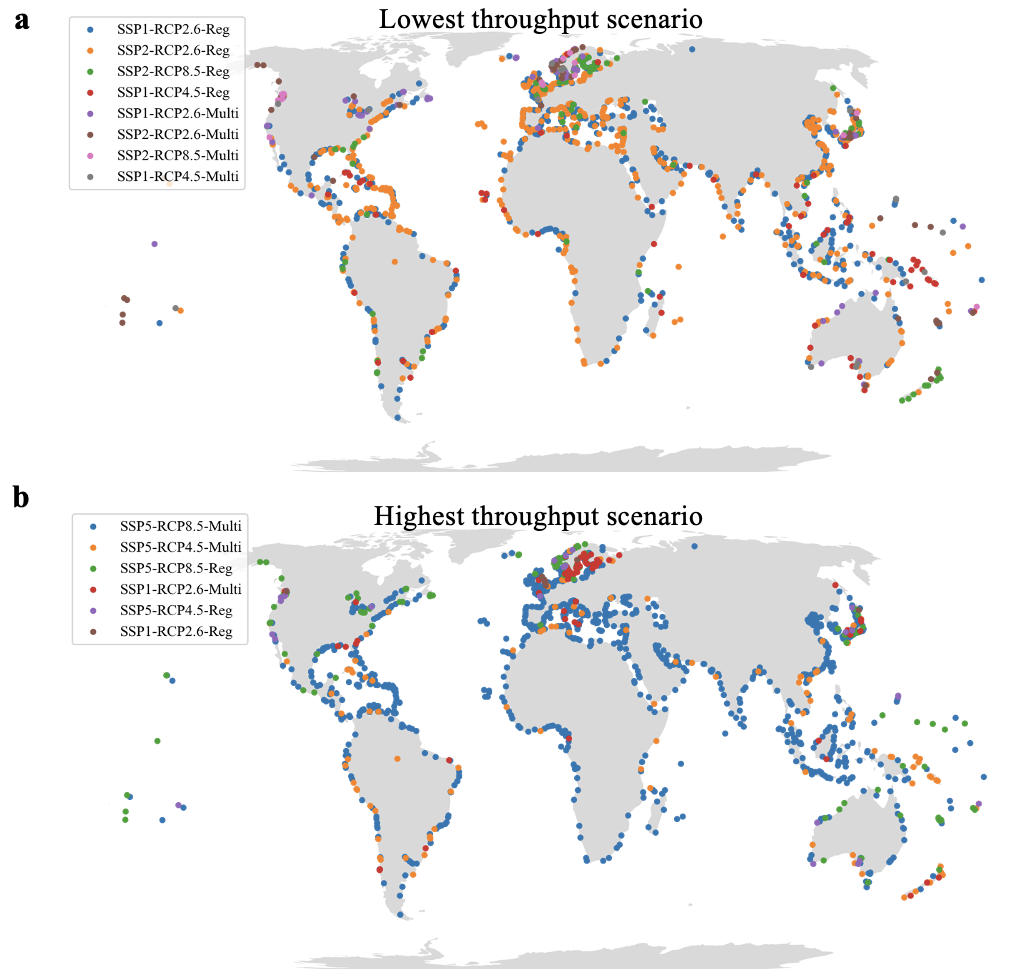 a
Lowest throughput scenario
SSP1-RCP2.6-Reg
SSP2-RCP2.6-Reg
SSP2-RCP8.5-Reg
SSP1-RCP4.5-Reg
SSP1-RCP2.6-Multi
SSP2-RCP2.6-Multi
SSP2-RCP8.5-Multi
SSP1-RCP4.5-Multi
b
Highest throughput scenario
SSP5-RCP8.5-Multi
SSP5-RCP4.5-Multi
SSP5-RCP8.5-Reg
SSP1-RCP2.6-Multi
SSP5-RCP4.5-Reg
SSP1-RCP2.6-Reg